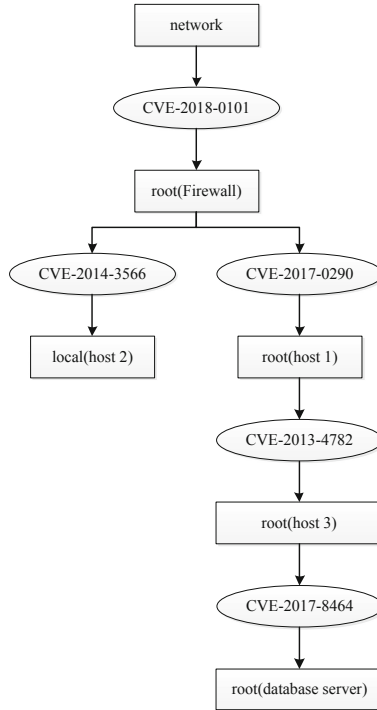 network
CVE-2018-0101
root(Firewall)
CVE-2014-3566
CVE-2017-0290
local(host 2)
root(host 1)
CVE-2013-4782
root(host 3)
CVE-2017-8464
root(database server)